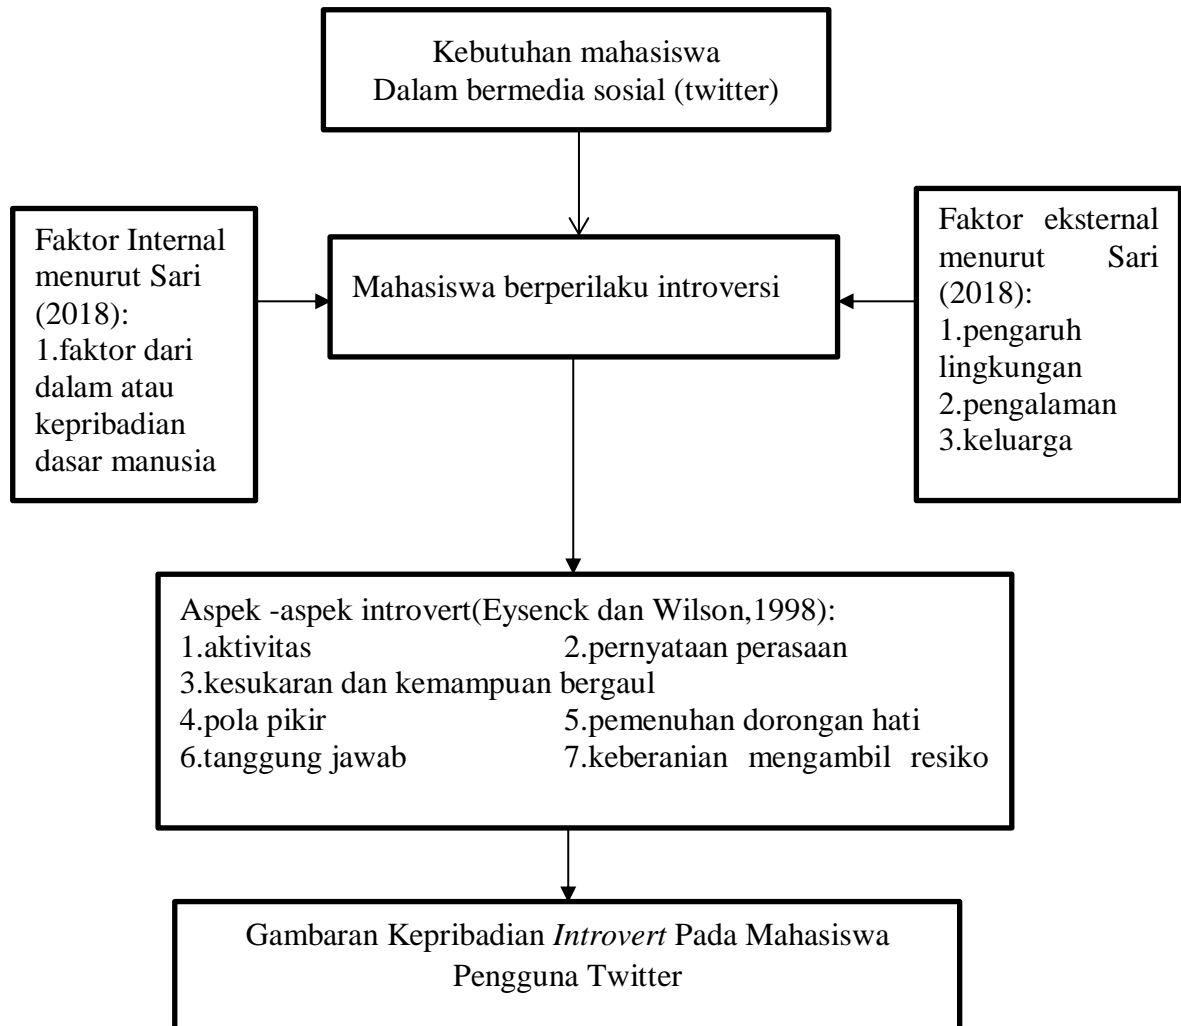 Kebutuhan mahasiswa
Dalam bermedia sosial (twitter)
Faktor Internal
menurut Sari
(2018):
1.faktor dari
dalam atau
kepribadian
dasar manusia
Mahasiswa berperilaku introversi
Faktor eksternal
menurut Sari
(2018):
1.pengaruh
lingkungan
2.pengalaman
3.keluarga
Aspek -aspek introvert(Eysenck dan Wilson,1998):
1.aktivitas 2.pernyataan perasaan
3.kesukaran dan kemampuan bergaul
4.pola pikir 5.pemenuhan dorongan hati
6.tanggung jawab 7.keberanian mengambil resiko
Gambaran Kepribadian Introvert Pada Mahasiswa
Pengguna Twitter